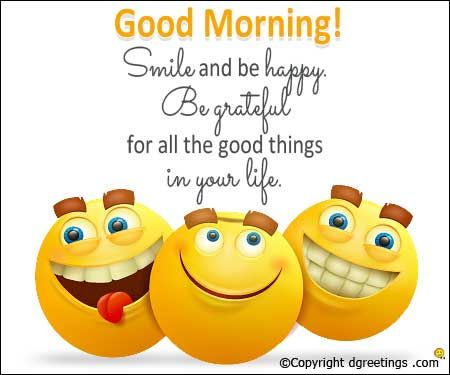 Good Morning!
Smile and be happy.
Be grateful
for all the good things
in your life.
©Copyright dgreetings .com